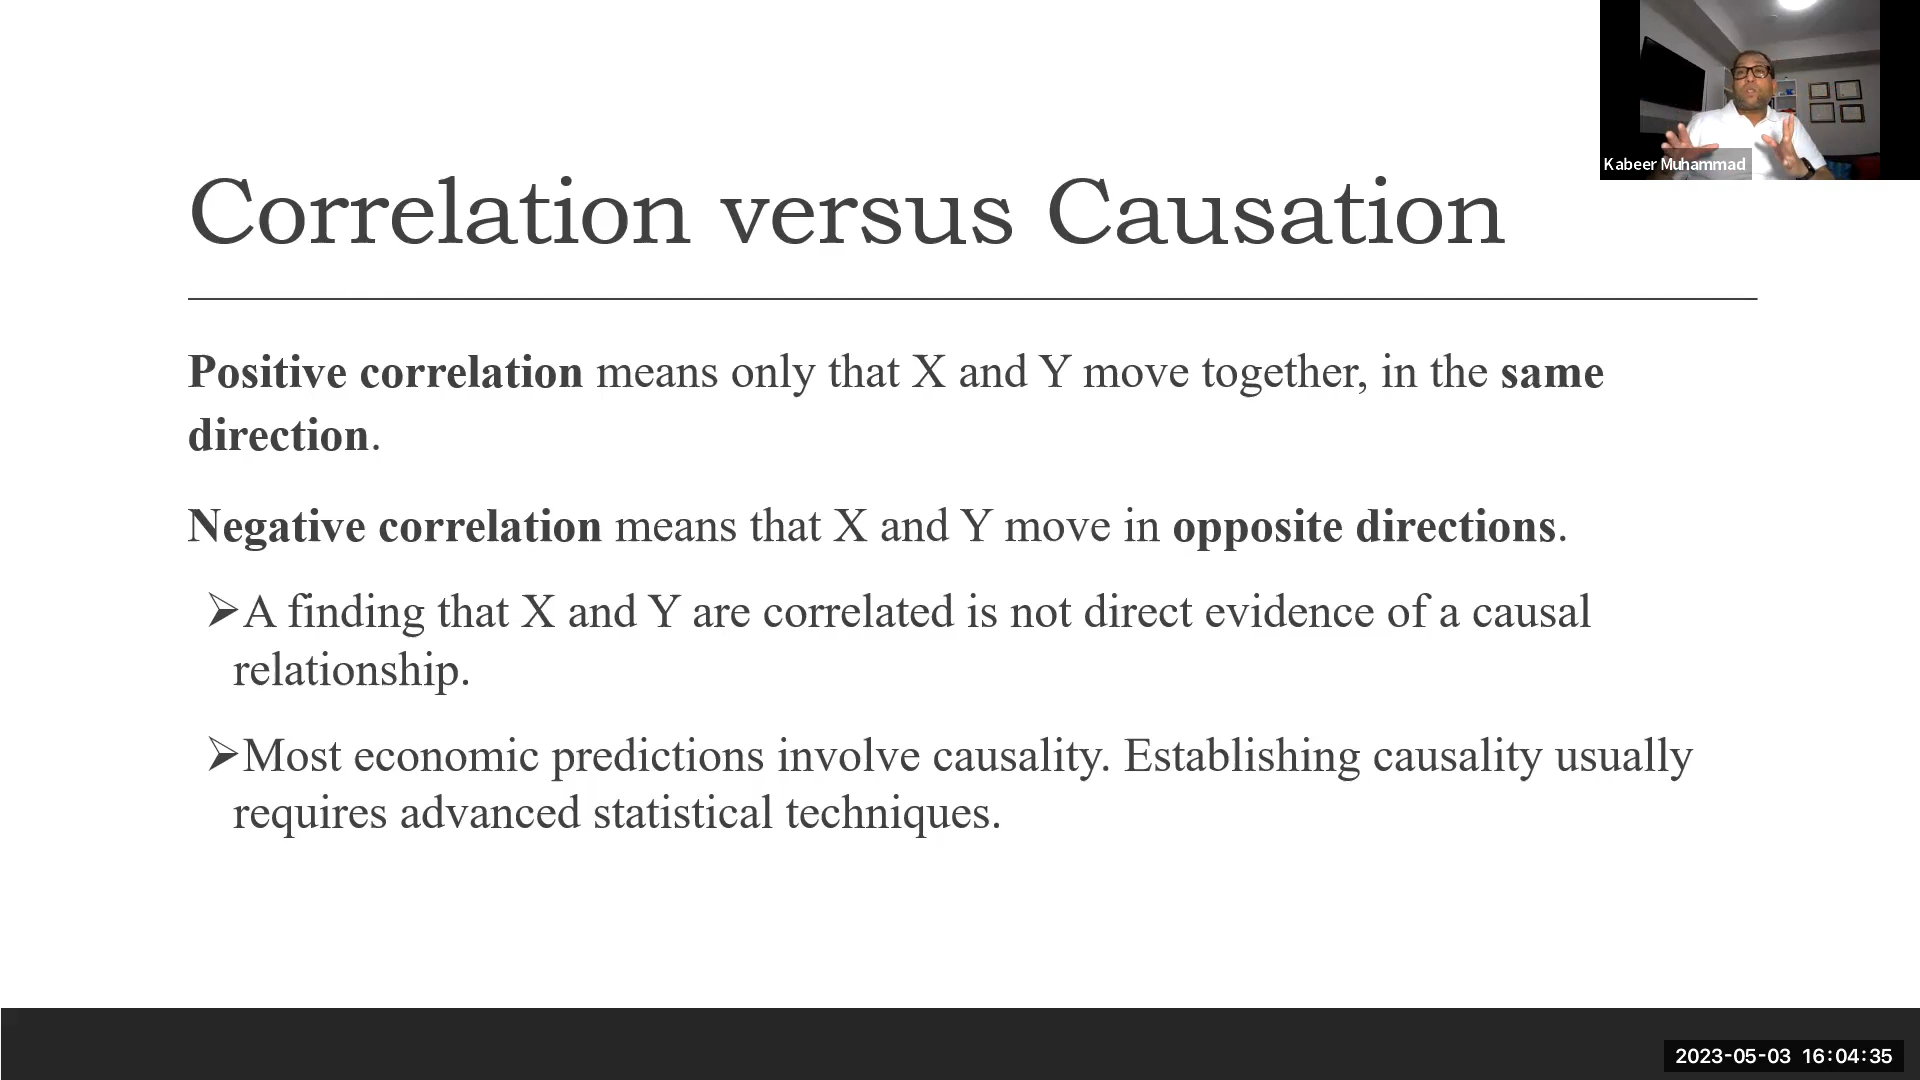 Kabeer Muhammad
Correlation versus Causation
Positive correlation means only that X and Y move together, in the same
direction.
Negative correlation means that X and Y move in opposite directions.
➢A finding that X and Y are correlated is not direct evidence of a causal
relationship.
➢Most economic predictions involve causality. Establishing causality usually
requires advanced statistical techniques.
2023-05-03 16:04:35